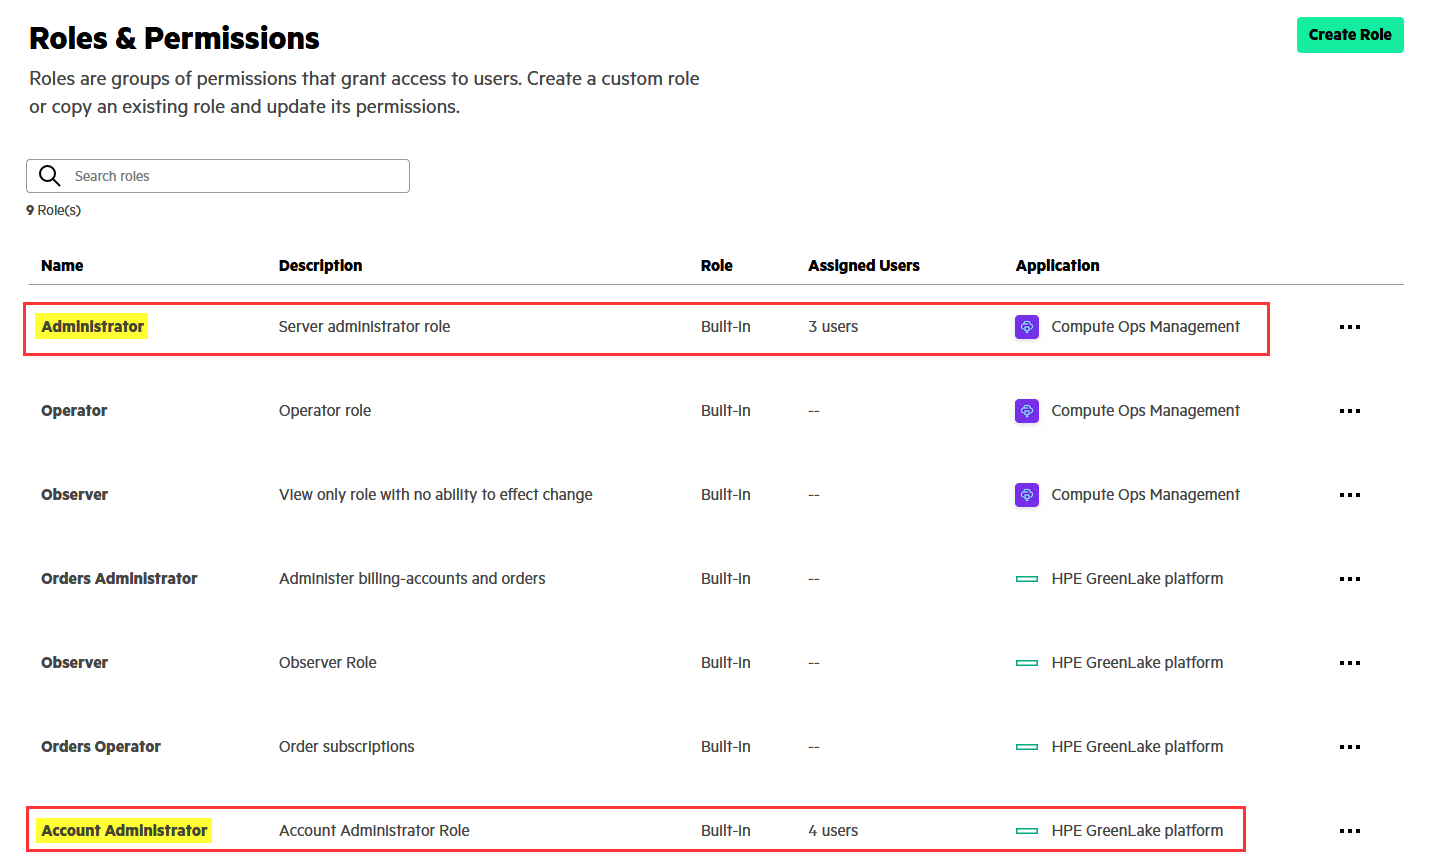 Roles & Permissions
Create Role
Roles are groups of permissions that grant access to users. Create a custom role
or copy an existing role and update its permissions.
Search roles
9 Role(s)
Name Description Role Assigned Users Application
Administrator Server administrator role Built-in 3 users Compute Ops Management
Operator Operator role Built-in -- Compute Ops Management
Observer View only role with no ability to effect change Built-in -- Compute Ops Management
Orders Administrator Administer billing-accounts and orders Built-in -- HPE GreenLake platform
Observer Observer Role Built-in -- HPE GreenLake platform
Orders Operator Order subscriptions Built-in -- HPE GreenLake platform
Account Administrator Account Administrator Role Built-in 4 users HPE GreenLake platform